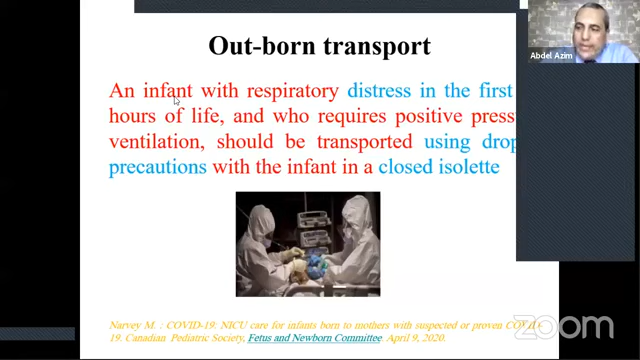 Out-born transport
Abdel Azim
An infant with respiratory distress in the first
hours of life, and who requires positive
ventilation, should be transported using
precautions with the infant in a closed isolette
Narvey M. : COVID-19: NICU care for infants born to mothers with suspected or proven
19. Canadian Pediatric Society, Fetus and Newborn Committee. April 9, 2020.
zoom